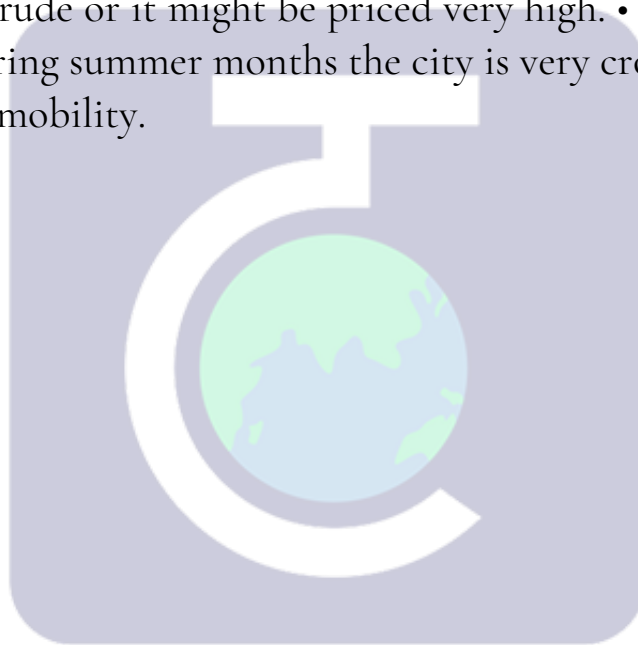 rude or it might be priced very high. •
ring summer months the city is very cro
mobility.